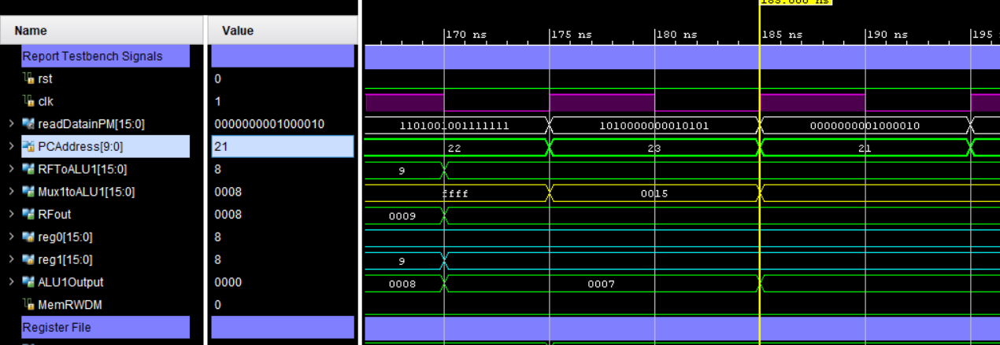 185.000 ns
Name Value
170 ns 175 ns 180 ns 185 ns 190 ns 195
Report Testbench Signals
rst 0
clk 1
readDatainPM[15:0] 0000000001000010 1101001001111111 1010000000010101 0000000001000010
PCAddress[9:0] 21 22 23 21
RFToALU1[15:0] 8 9
Mux1toALU1[15:0] 0008 ffff 0015
RFout 0008 0009
reg0[15:0] 8
reg1[15:0] 8 9
ALU1Output 0000 0008 0007
MemRWDM 0
Register File